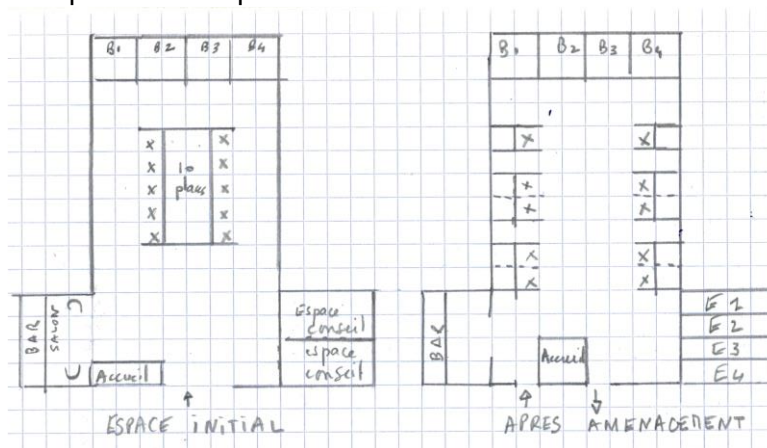 B1 B2 B3 B4
x x
x 10 x
x places x
x x
x x
BAR
SALON
Accueil
Espace
conseil
espace
conseil
ESPACE INITIAL
B1 B2 B3 B4
x x
x x
x x
x x
x x
BAR
Accueil
E1
E2
E3
E4
APRES AMENAGEMENT